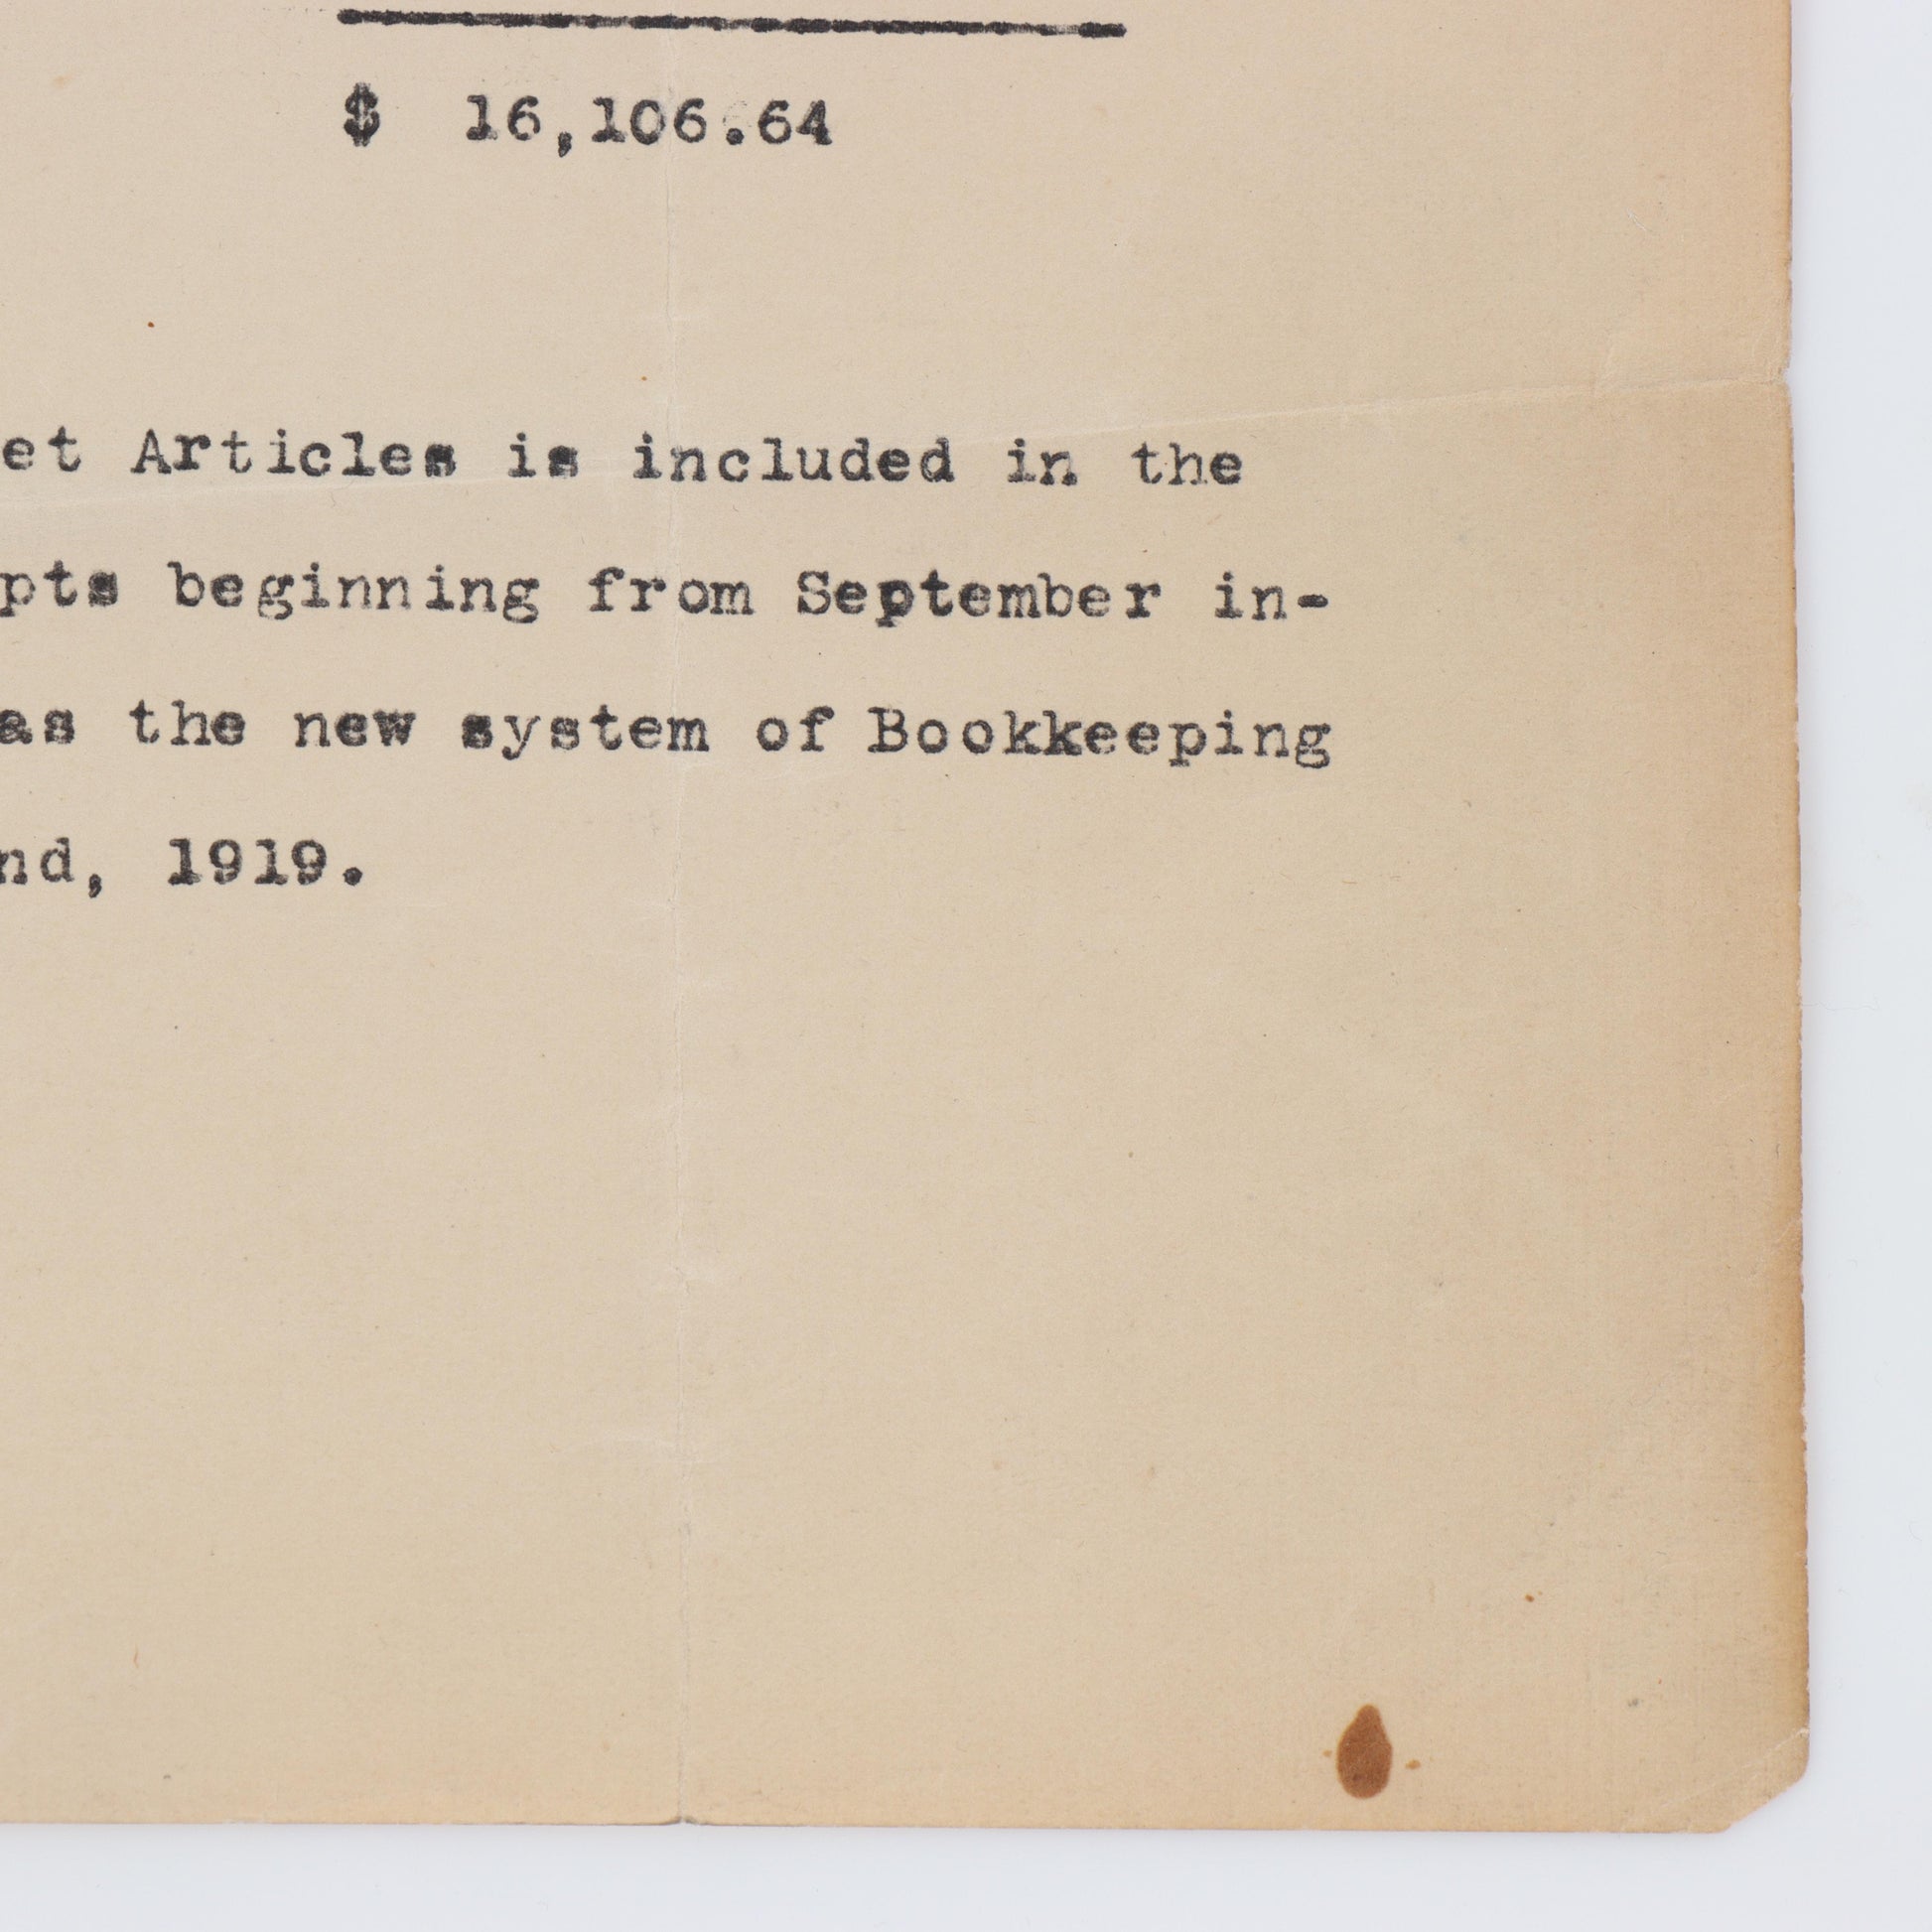 $ 16,106.64
et Articles is included in the
pts beginning from September in-
as the new system of Bookkeeping
nd, 1919.